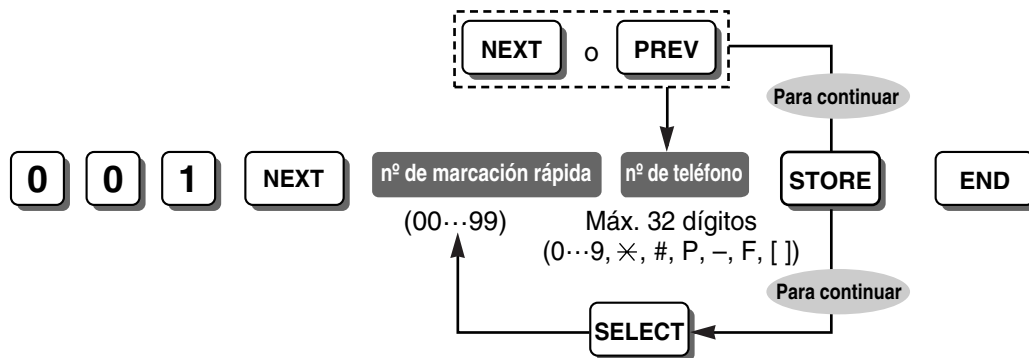 NEXT o PREV
Para continuar
0 0 1 NEXT nº de marcación rápida nº de teléfono STORE END
(00⋯99) Máx. 32 dígitos
(0⋯9, ✳, #, P, –, F, [ ])
Para continuar
SELECT